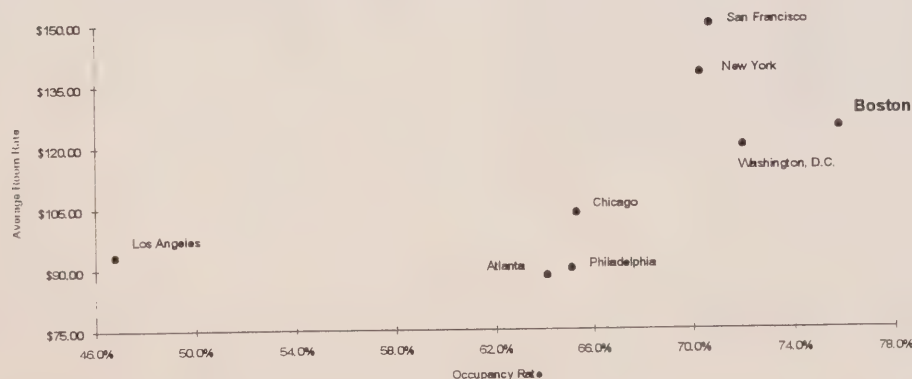 San Francisco
$150.00
New York
$135.00
Boston
$120.00
Washington, D.C.
Average Room Rate
$105.00
Chicago
Los Angeles
$90.00
Atlanta
Philadelphia
$75.00
46.0%
50.0%
54.0%
62.0%
66.0%
70.0%
74.0%
78.0%
Occupancy Rate